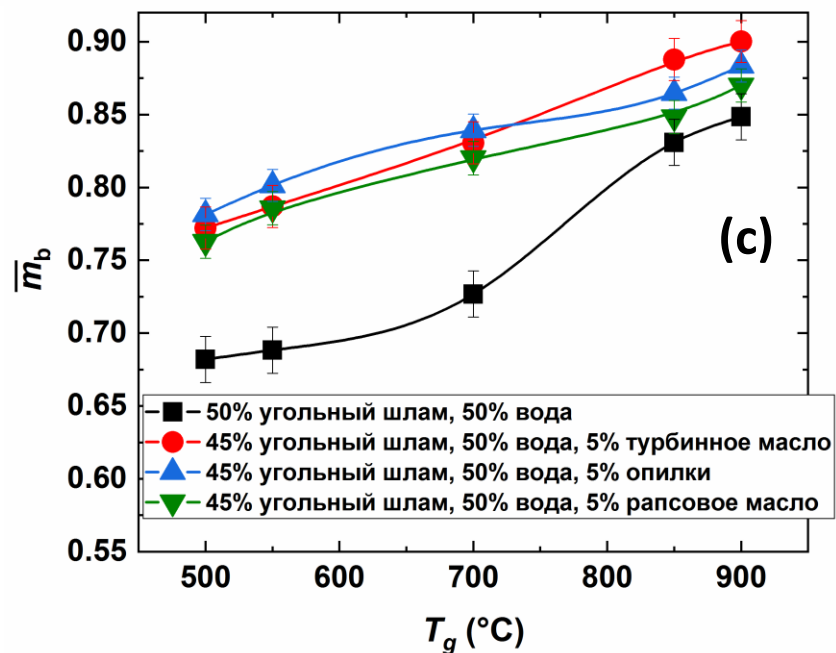 0.90
0.85
0.80
0.75
0.70
0.65
0.60
0.55
m̅b
(c)
50% угольный шлам, 50% вода
45% угольный шлам, 50% вода, 5% турбинное масло
45% угольный шлам, 50% вода, 5% опилки
45% угольный шлам, 50% вода, 5% рапсовое масло
500 600 700 800 900
Tg (°C)